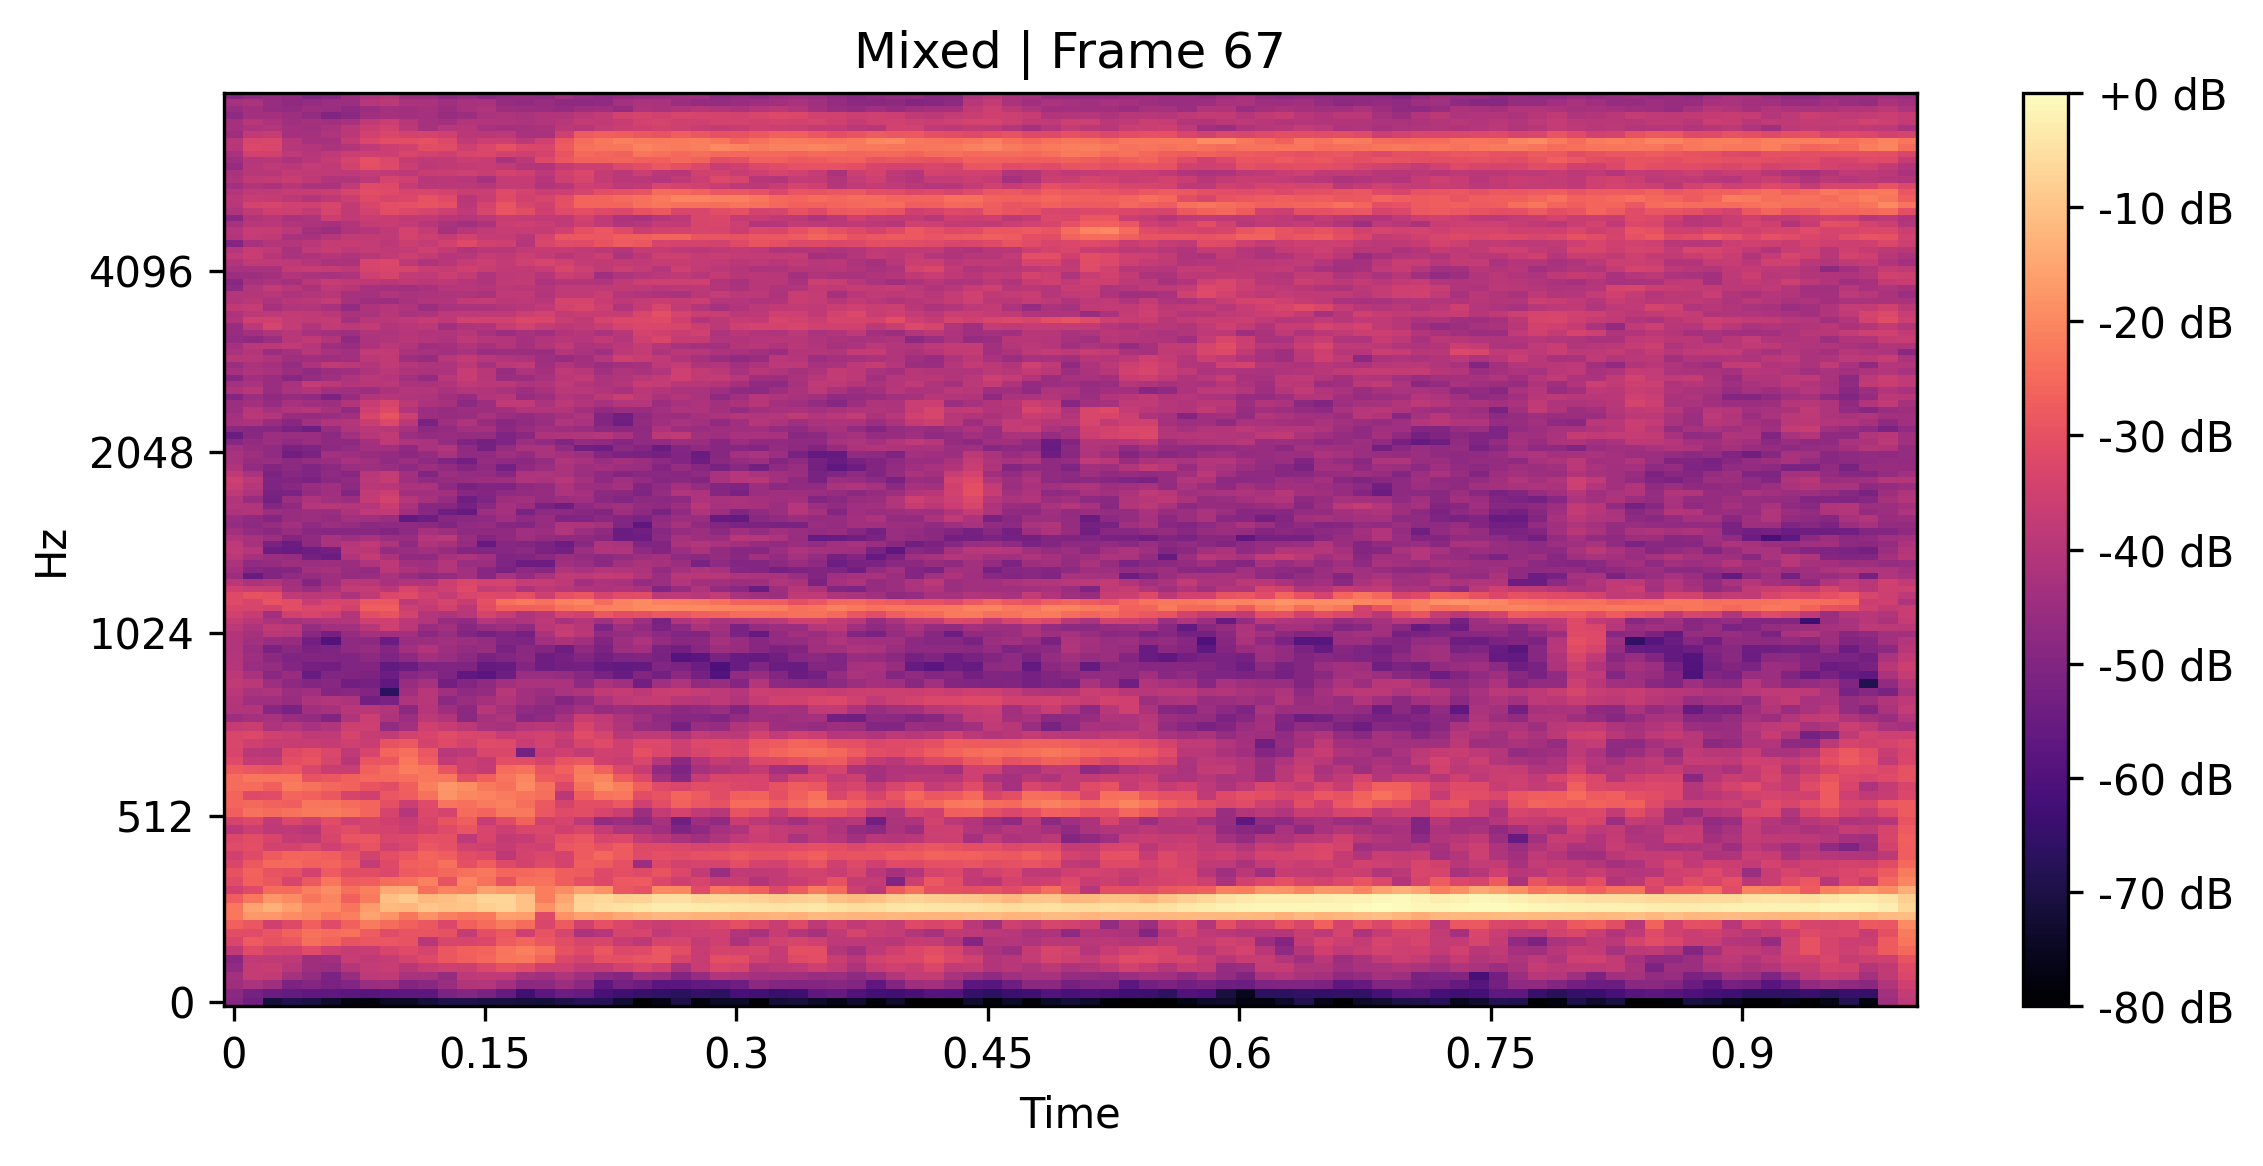 Mixed | Frame 67
Hz
4096
2048
1024
512
0
0 0.15 0.3 0.45 0.6 0.75 0.9
Time
+0 dB
-10 dB
-20 dB
-30 dB
-40 dB
-50 dB
-60 dB
-70 dB
-80 dB